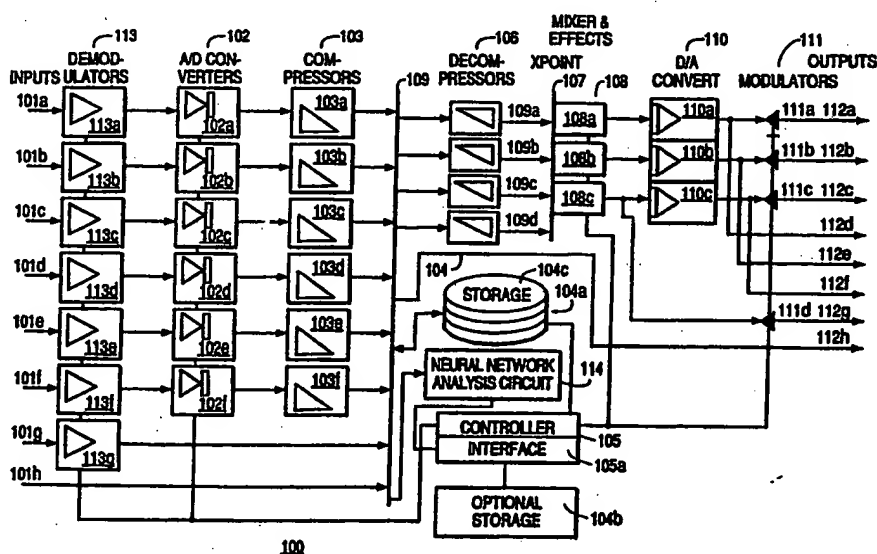 MIXER &
EFFECTS
113 102 103 106 XPOINT 110 111 OUTPUTS
DEMOD- A/D CON- COM- DECOMP- 107 108 D/A MODULATORS
INPUTS ULATORS VERTERS PRESSORS 109 RESSORS CONVERT
101a 113a 102a 103a 109a 108a 110a 111a 112a
101b 113b 102b 103b 109b 108b 110b 111b 112b
101c 113c 102c 103c 109c 108c 110c 111c 112c
109d 112d
104 112e
101d 113d 102d 103d 104c 112f
STORAGE 104a 111d 112g
101e 113e 102e 103e 112h
NEURAL NETWORK
ANALYSIS CIRCUIT 114
101f 113f 102f 103f
CONTROLLER 105
101g 113g INTERFACE 105a
101h
OPTIONAL
STORAGE 104b
100